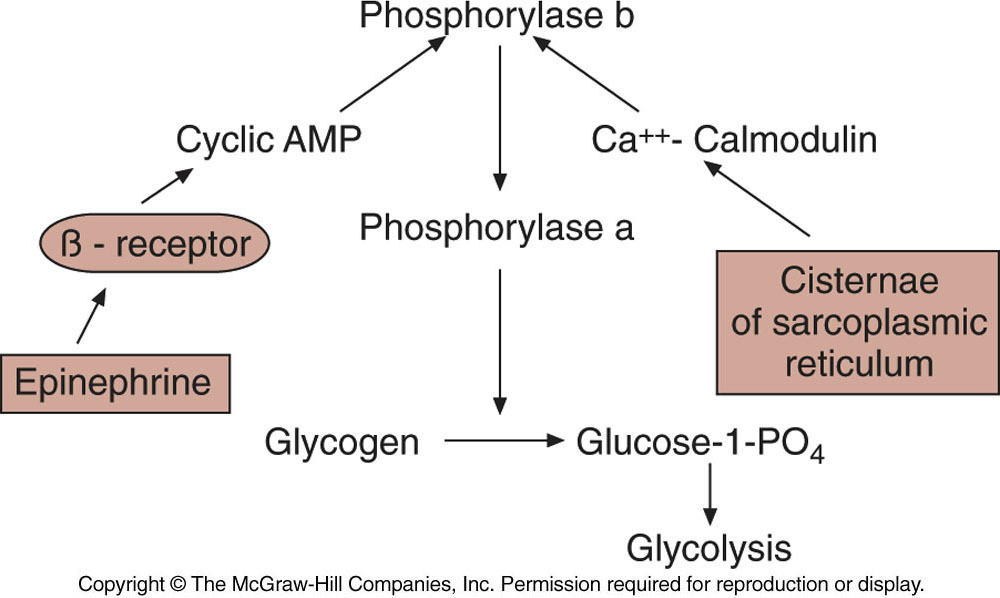 Phosphorylase b
Cyclic AMP
Ca⁺⁺- Calmodulin
ß - receptor
Phosphorylase a
Cisternae
of sarcoplasmic
reticulum
Epinephrine
Glycogen
Glucose-1-PO₄
Glycolysis
Copyright © The McGraw-Hill Companies, Inc. Permission required for reproduction or display.